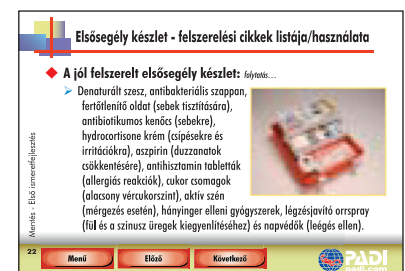 Elsősegély készlet - felszerelési cikkek listája/használata
A jól felszerelt elsősegély készlet: folytatás...
Denaturált szesz, antibakteriális szappan,
fertőtlenítő oldat (sebek tisztítására),
antibiotikumos kenőcs (sebekre),
hydrocortisone krém (csípésekre és
irritációkra), aszpirin (duzzanatok
csökkentésére), antihisztamin tabletták
(allergiás reakciók), cukor csomagok
(alacsony vércukorszint), aktív szén
(mérgezés esetén), hányinger elleni gyógyszerek, légzésjavító orrspray
(fül és a szinusz üregek kiegyenlítéséhez) és napvédők (leégés ellen).
Mentés - Első ismeretfejlesztés
22
Menü
Előző
Következő
PADI
padi.com